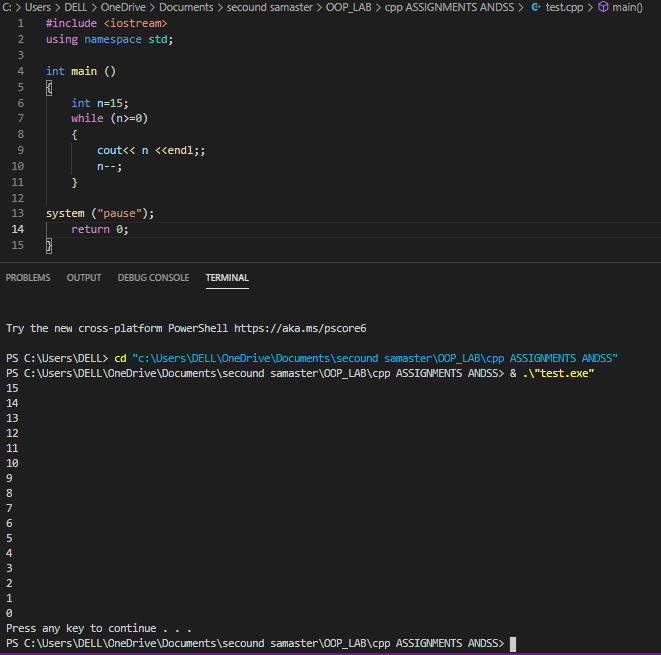 C: > Users > DELL > OneDrive > Documents > secound samaster > OOP_LAB > cpp ASSIGNMENTS ANDSS > test.cpp > main()
1 #include <iostream>
2 using namespace std;
3
4 int main ()
5 {
6     int n=15;
7     while (n>=0)
8     {
9         cout<< n <<endl;;
10         n--;
11     }
12
13 system ("pause");
14     return 0;
15 }
PROBLEMS OUTPUT DEBUG CONSOLE TERMINAL
Try the new cross-platform PowerShell https://aka.ms/pscore6
PS C:\Users\DELL> cd "c:\Users\DELL\OneDrive\Documents\secound samaster\OOP_LAB\cpp ASSIGNMENTS ANDSS"
PS C:\Users\DELL\OneDrive\Documents\secound samaster\OOP_LAB\cpp ASSIGNMENTS ANDSS> & .\"test.exe"
15
14
13
12
11
10
9
8
7
6
5
4
3
2
1
0
Press any key to continue . . .
PS C:\Users\DELL\OneDrive\Documents\secound samaster\OOP_LAB\cpp ASSIGNMENTS ANDSS>